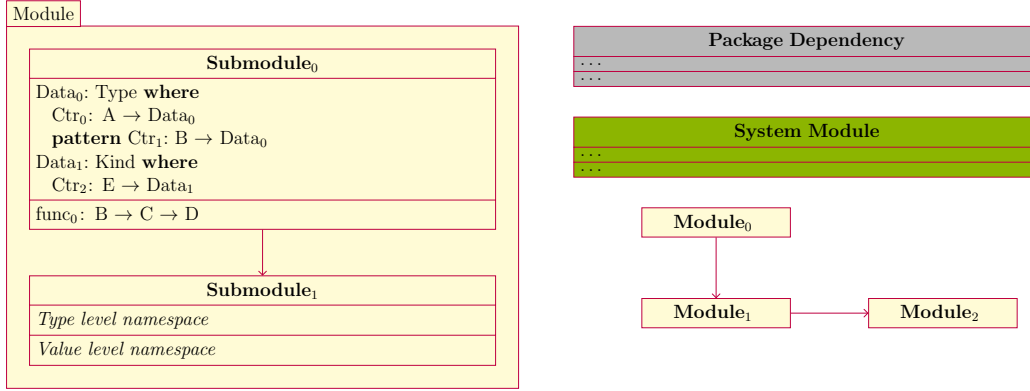 Module
Submodule₀
Data₀: Type where
Ctr₀: A → Data₀
pattern Ctr₁: B → Data₀
Data₁: Kind where
Ctr₂: E → Data₁
func₀: B → C → D
Submodule₁
Type level namespace
Value level namespace
Package Dependency
...
...
System Module
...
...
Module₀
Module₁
Module₂